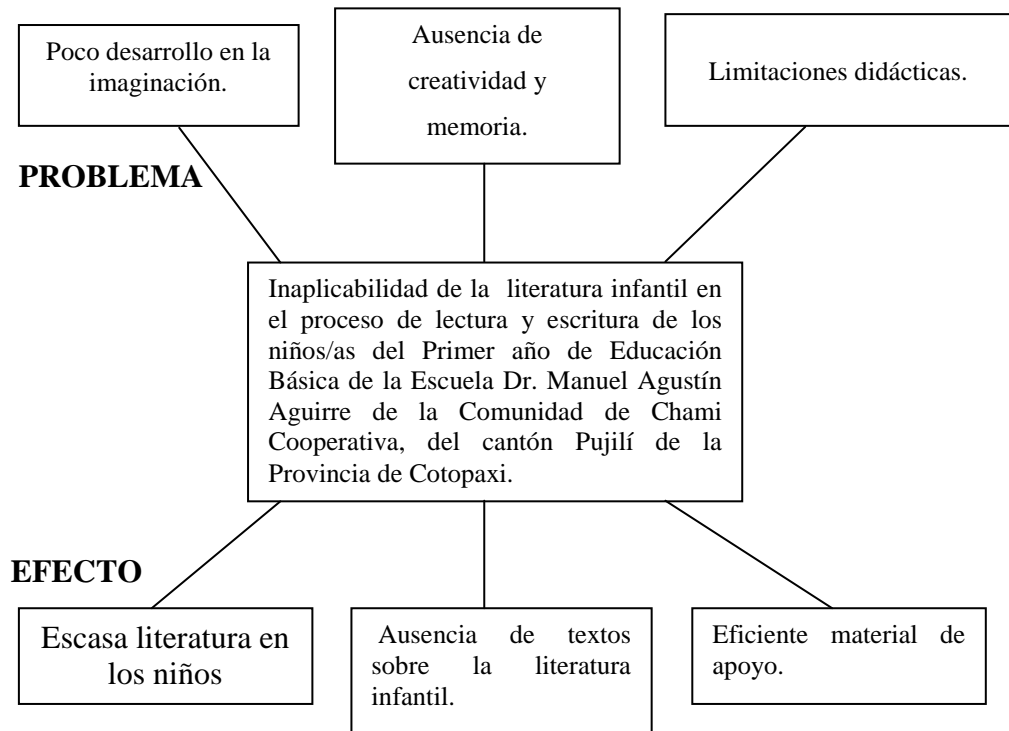 Poco desarrollo en la
imaginación.
Ausencia de
creatividad y
memoria.
Limitaciones didácticas.
PROBLEMA
Inaplicabilidad de la literatura infantil en
el proceso de lectura y escritura de los
niños/as del Primer año de Educación
Básica de la Escuela Dr. Manuel Agustín
Aguirre de la Comunidad de Chami
Cooperativa, del cantón Pujilí de la
Provincia de Cotopaxi.
EFECTO
Escasa literatura en
los niños
Ausencia de textos
sobre la literatura
infantil.
Eficiente material de
apoyo.